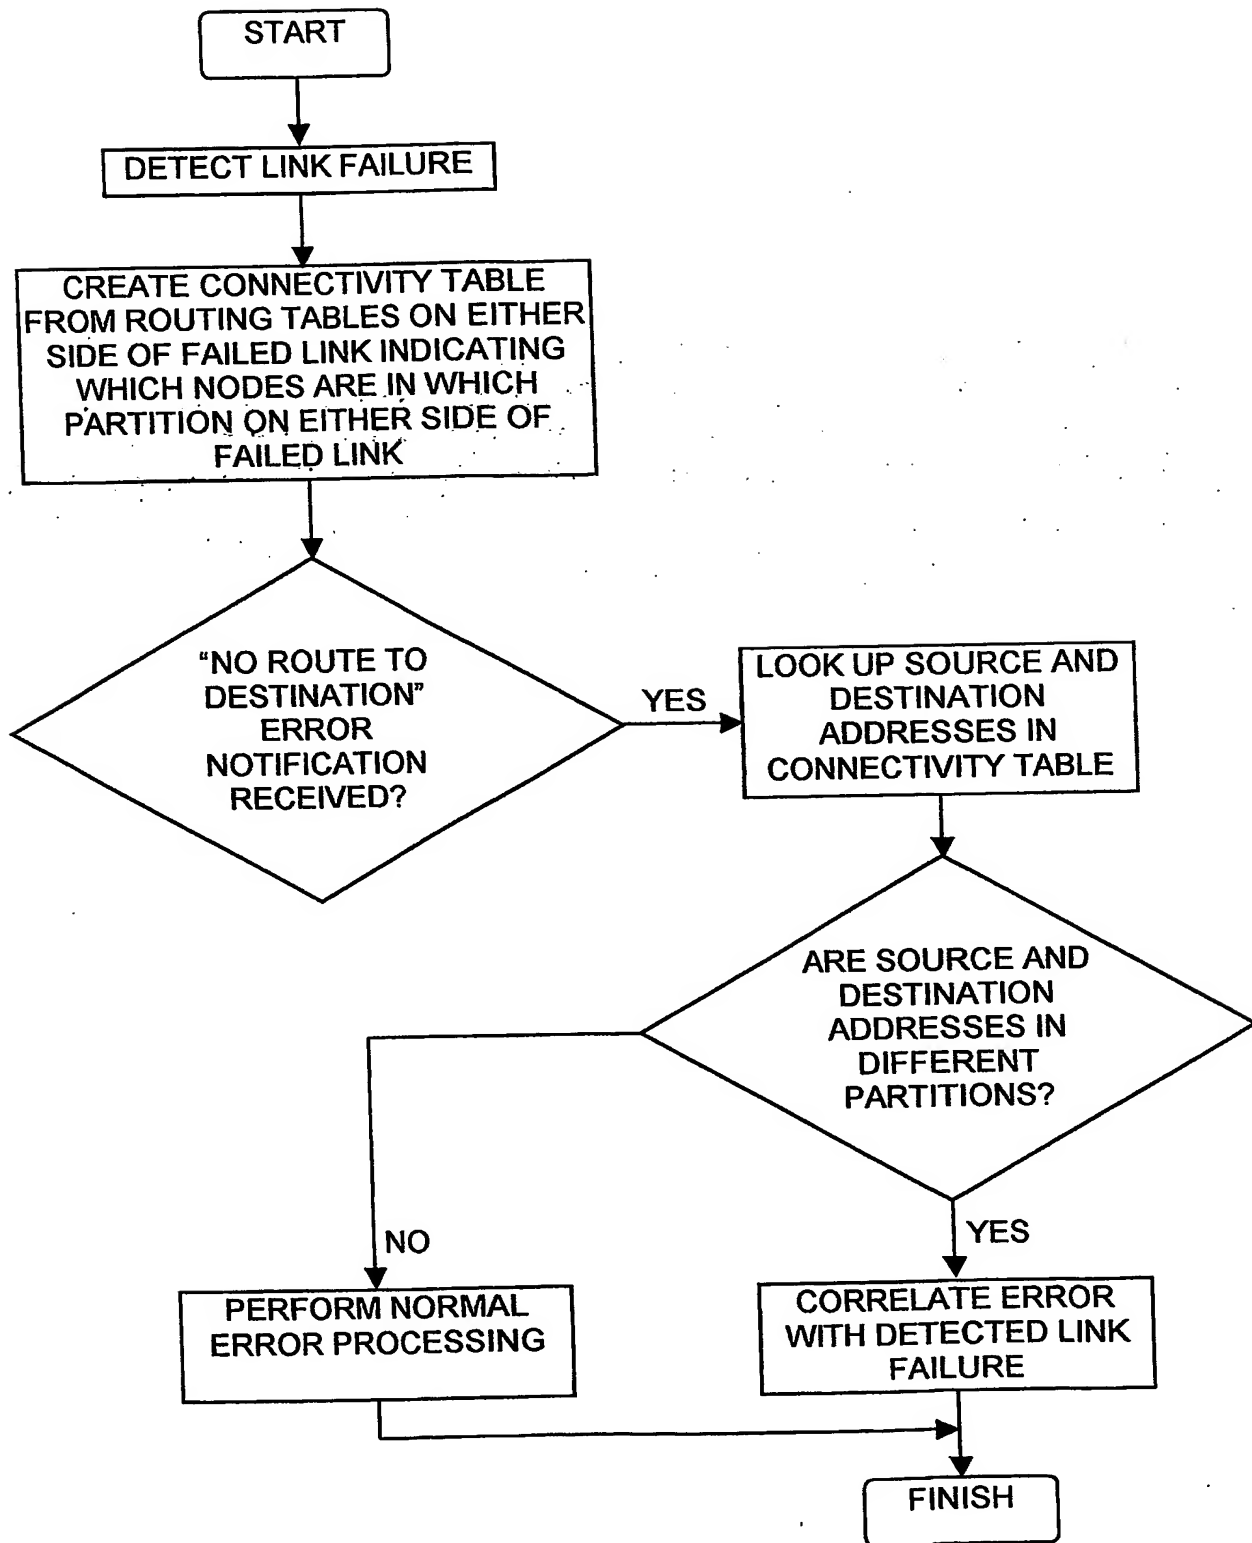 START
DETECT LINK FAILURE
CREATE CONNECTIVITY TABLE
FROM ROUTING TABLES ON EITHER
SIDE OF FAILED LINK INDICATING
WHICH NODES ARE IN WHICH
PARTITION ON EITHER SIDE OF
FAILED LINK
"NO ROUTE TO
DESTINATION"
ERROR
NOTIFICATION
RECEIVED?
YES
LOOK UP SOURCE AND
DESTINATION
ADDRESSES IN
CONNECTIVITY TABLE
ARE SOURCE AND
DESTINATION
ADDRESSES IN
DIFFERENT
PARTITIONS?
NO
YES
PERFORM NORMAL
ERROR PROCESSING
CORRELATE ERROR
WITH DETECTED LINK
FAILURE
FINISH